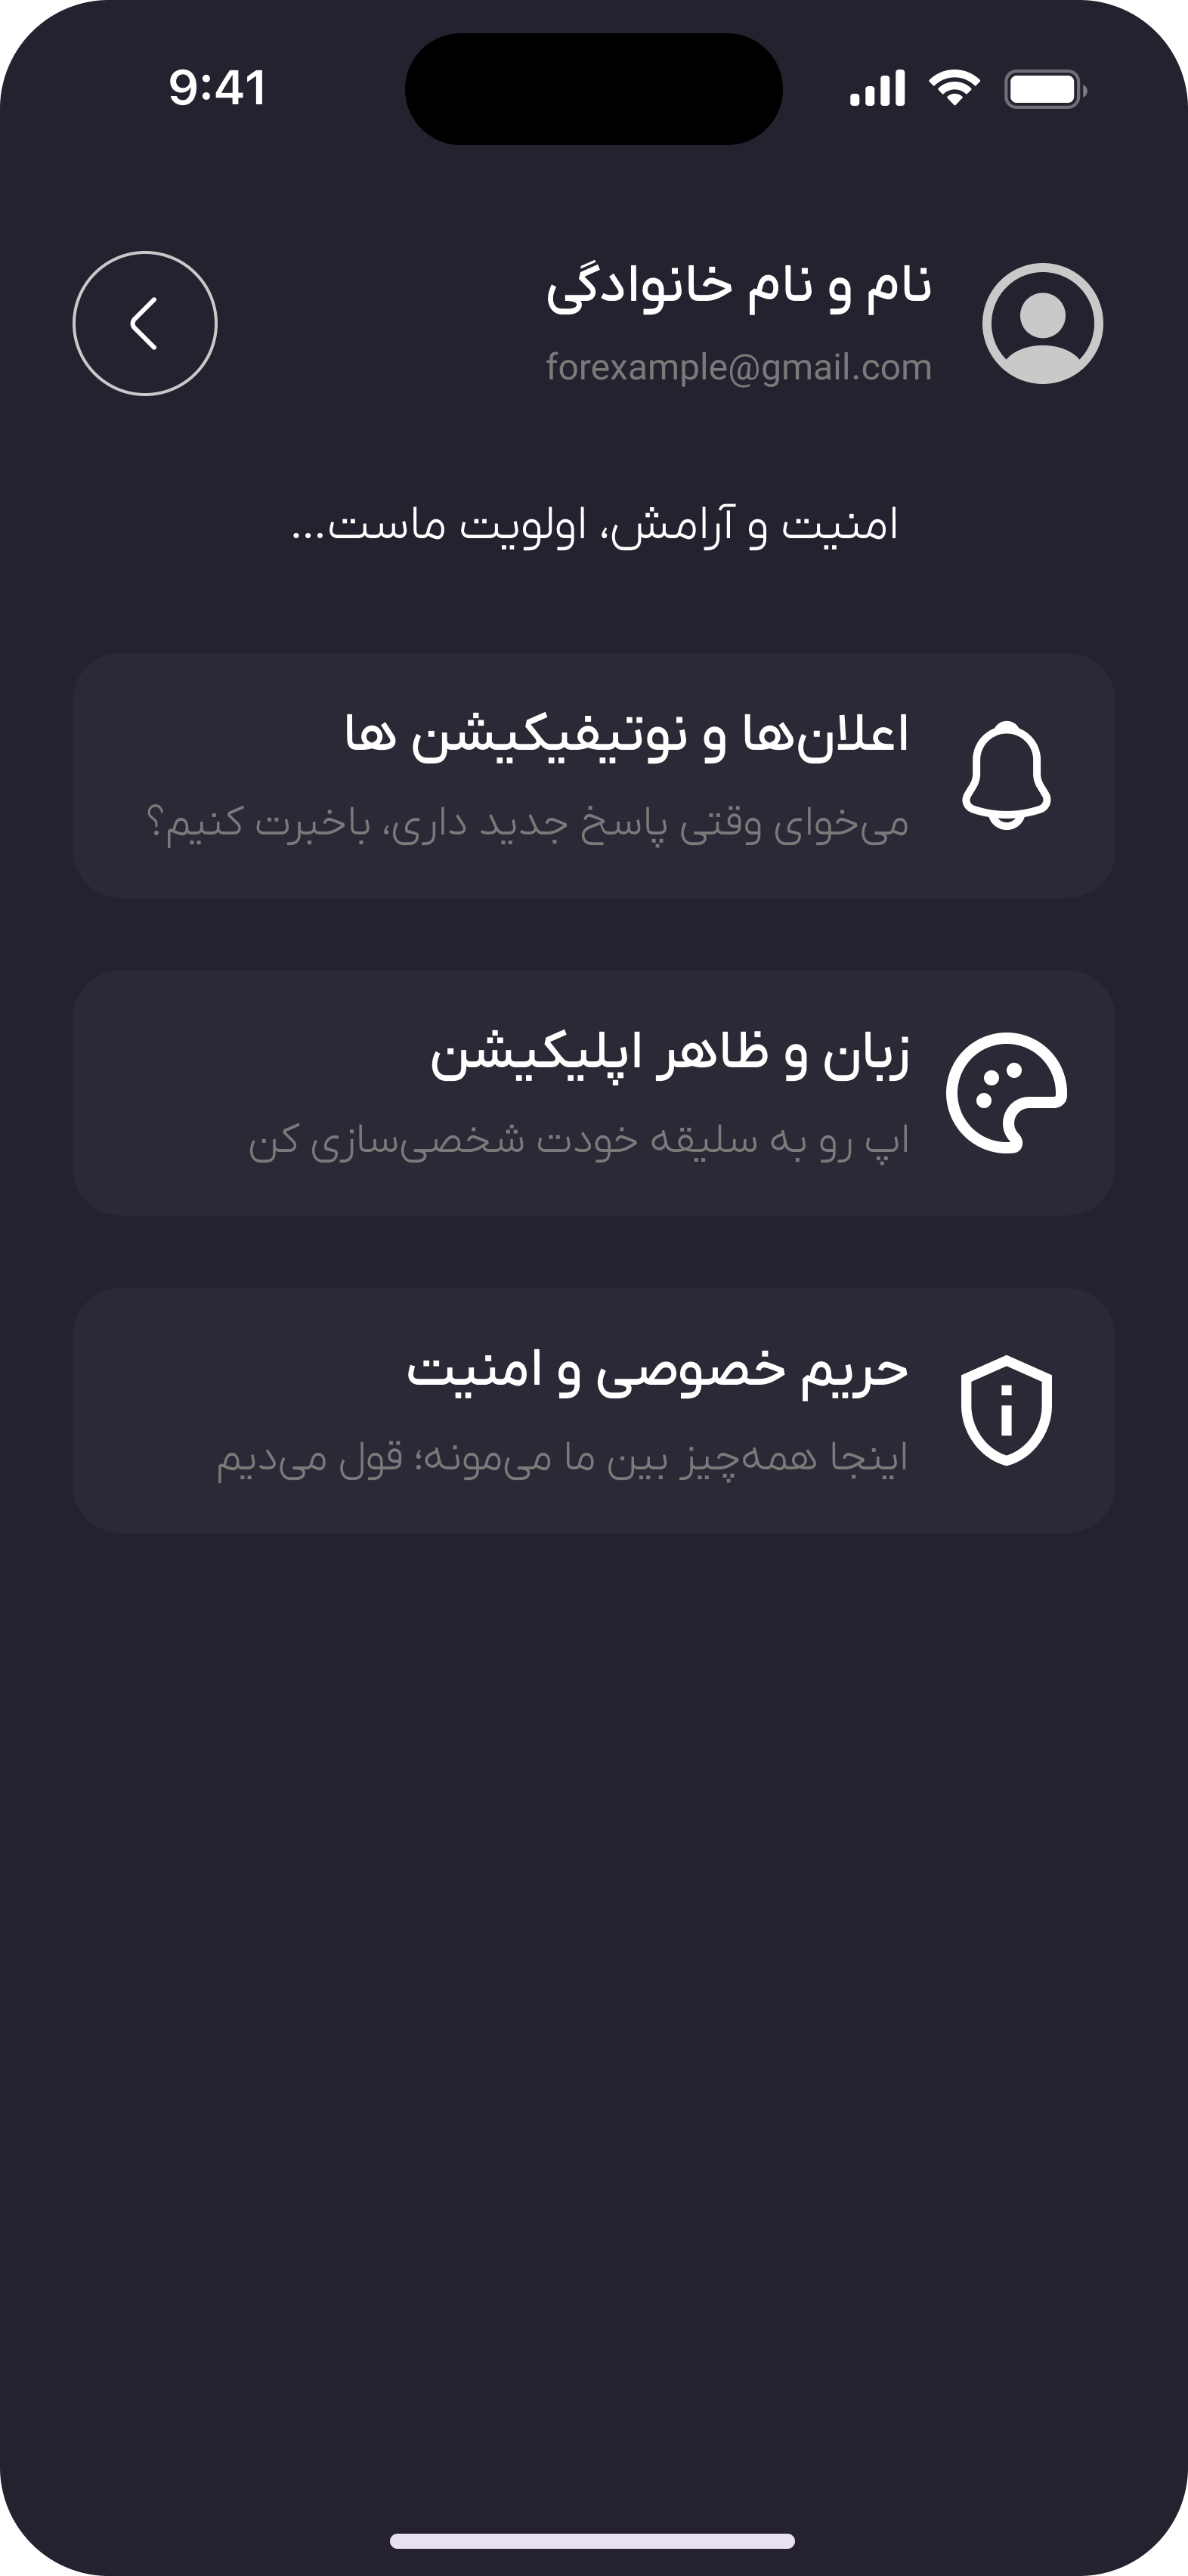 9:41
نام و نام خانوادگی
forexample@gmail.com
امنیت و آرامش، اولویت ماست...
اعلان‌ها و نوتیفیکیشن ها
می‌خوای وقتی پاسخ جدید داری، باخبرت کنیم؟
زبان و ظاهر اپلیکیشن
اپ رو به سلیقه خودت شخصی‌سازی کن
حریم خصوصی و امنیت
اینجا همه‌چیز بین ما می‌مونه؛ قول می‌دیم